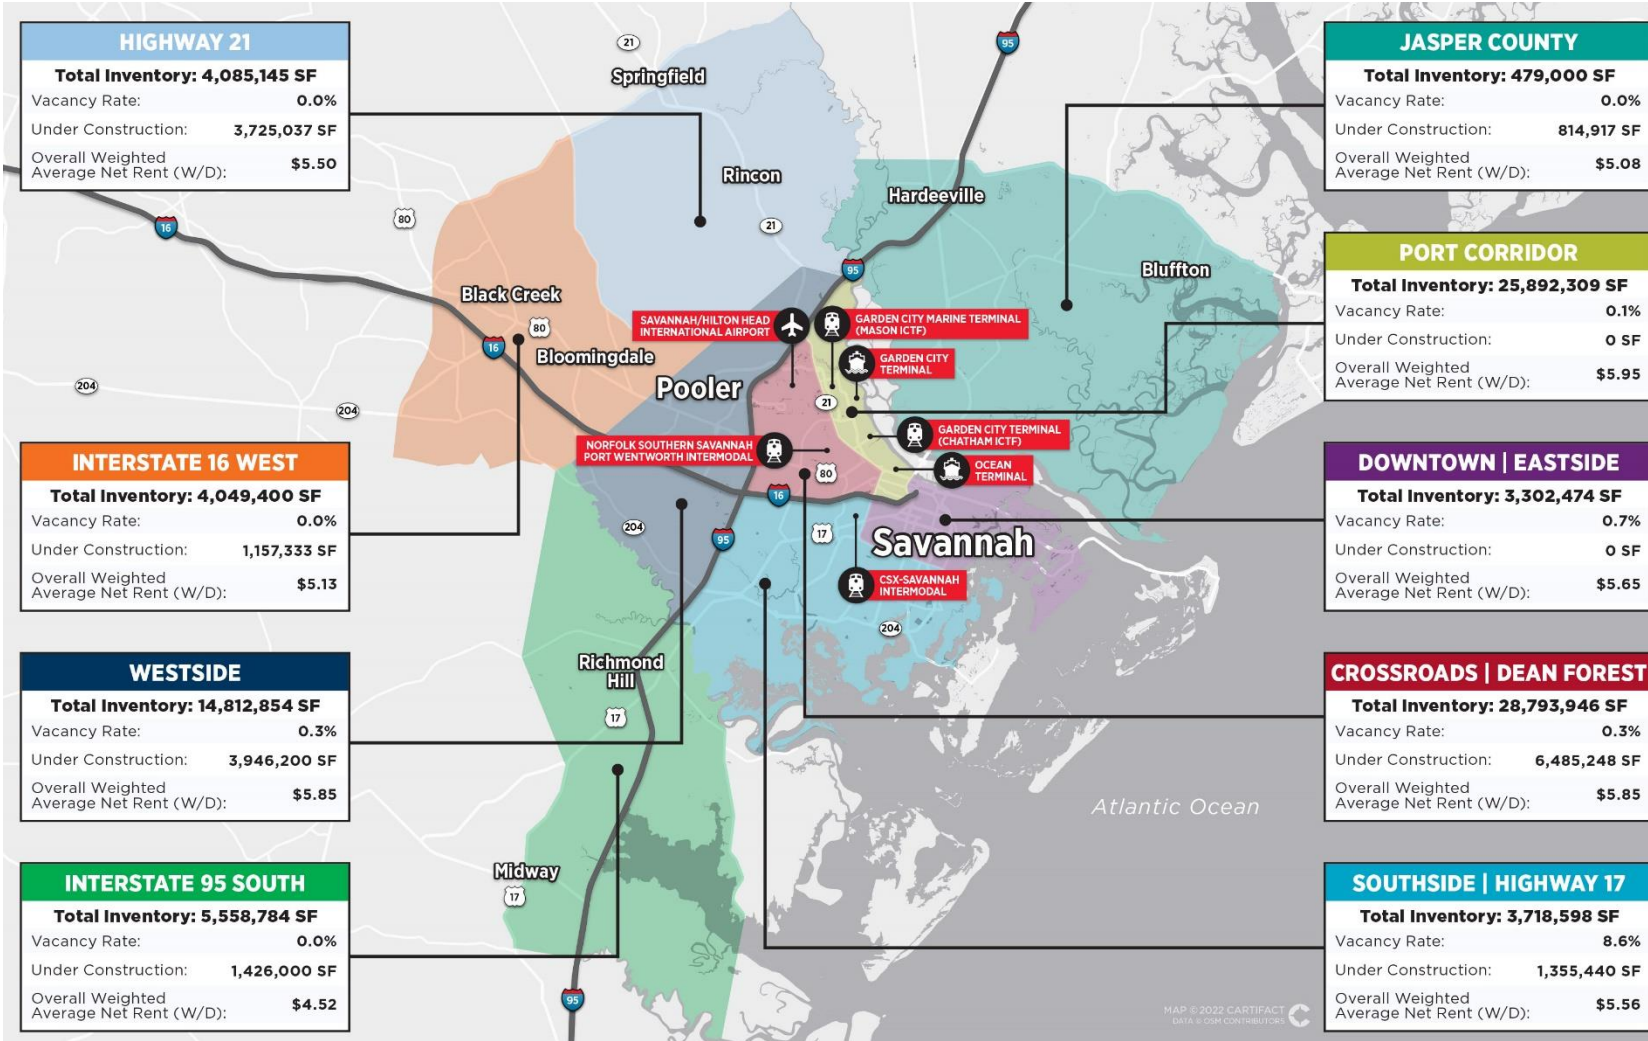 HIGHWAY 21
Total Inventory: 4,085,145 SF
Vacancy Rate: 0.0%
Under Construction: 3,725,037 SF
Overall Weighted
Average Net Rent (W/D): $5.50
INTERSTATE 16 WEST
Total Inventory: 4,049,400 SF
Vacancy Rate: 0.0%
Under Construction: 1,157,333 SF
Overall Weighted
Average Net Rent (W/D): $5.13
WESTSIDE
Total Inventory: 14,812,854 SF
Vacancy Rate: 0.3%
Under Construction: 3,946,200 SF
Overall Weighted
Average Net Rent (W/D): $5.85
INTERSTATE 95 SOUTH
Total Inventory: 5,558,784 SF
Vacancy Rate: 0.0%
Under Construction: 1,426,000 SF
Overall Weighted
Average Net Rent (W/D): $4.52
21
Springfield
95
Rincon
Hardeeville
80
16
21
95
Bluffton
Black Creek
80
16
Bloomingdale
SAVANNAH/HILTON HEAD
INTERNATIONAL AIRPORT
GARDEN CITY MARINE TERMINAL
(MASON ICTF)
GARDEN CITY
TERMINAL
Pooler
204
204
21
GARDEN CITY TERMINAL
(CHATHAM ICTF)
NORFOLK SOUTHERN SAVANNAH
PORT WENTWORTH INTERMODAL
80
OCEAN
TERMINAL
16
204
95
17
Savannah
CSX-SAVANNAH
INTERMODAL
204
Richmond
Hill
17
Atlantic Ocean
Midway
17
95
MAP © 2022 CARTIFACT
DATA © OSM CONTRIBUTORS
JASPER COUNTY
Total Inventory: 479,000 SF
Vacancy Rate: 0.0%
Under Construction: 814,917 SF
Overall Weighted
Average Net Rent (W/D): $5.08
PORT CORRIDOR
Total Inventory: 25,892,309 SF
Vacancy Rate: 0.1%
Under Construction: 0 SF
Overall Weighted
Average Net Rent (W/D): $5.95
DOWNTOWN | EASTSIDE
Total Inventory: 3,302,474 SF
Vacancy Rate: 0.7%
Under Construction: 0 SF
Overall Weighted
Average Net Rent (W/D): $5.65
CROSSROADS | DEAN FOREST
Total Inventory: 28,793,946 SF
Vacancy Rate: 0.3%
Under Construction: 6,485,248 SF
Overall Weighted
Average Net Rent (W/D): $5.85
SOUTHSIDE | HIGHWAY 17
Total Inventory: 3,718,598 SF
Vacancy Rate: 8.6%
Under Construction: 1,355,440 SF
Overall Weighted
Average Net Rent (W/D): $5.56